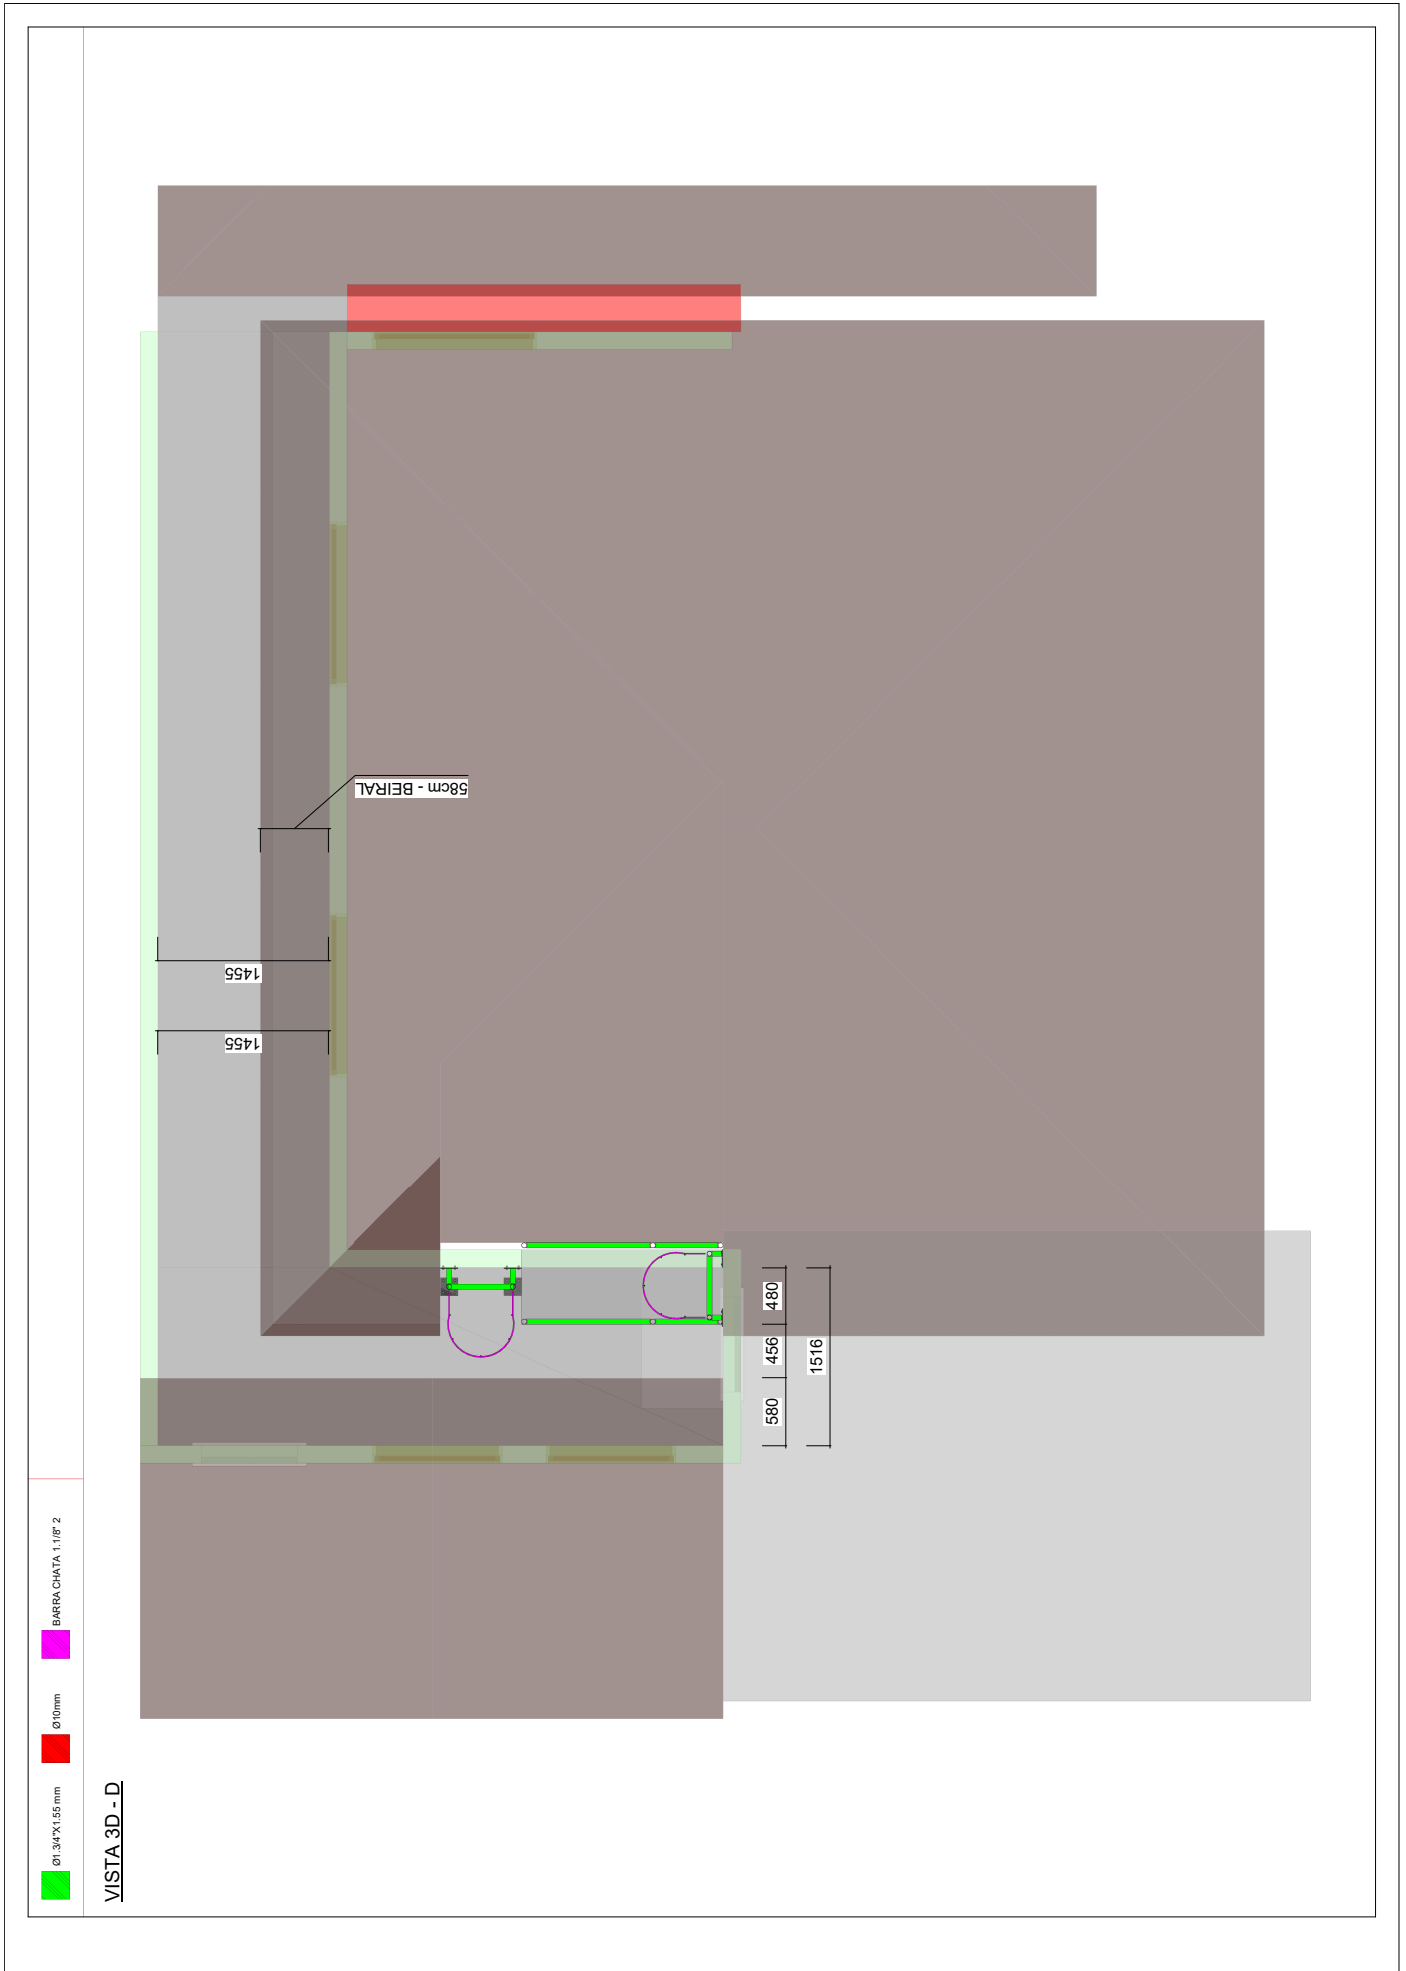 VISTA 3D - D
Ø1.3/4"X1.55 mm
Ø10mm
BARRA CHATA 1.1/8" 2
58cm - BEIRAL
1455
1455
480
456
580
1516